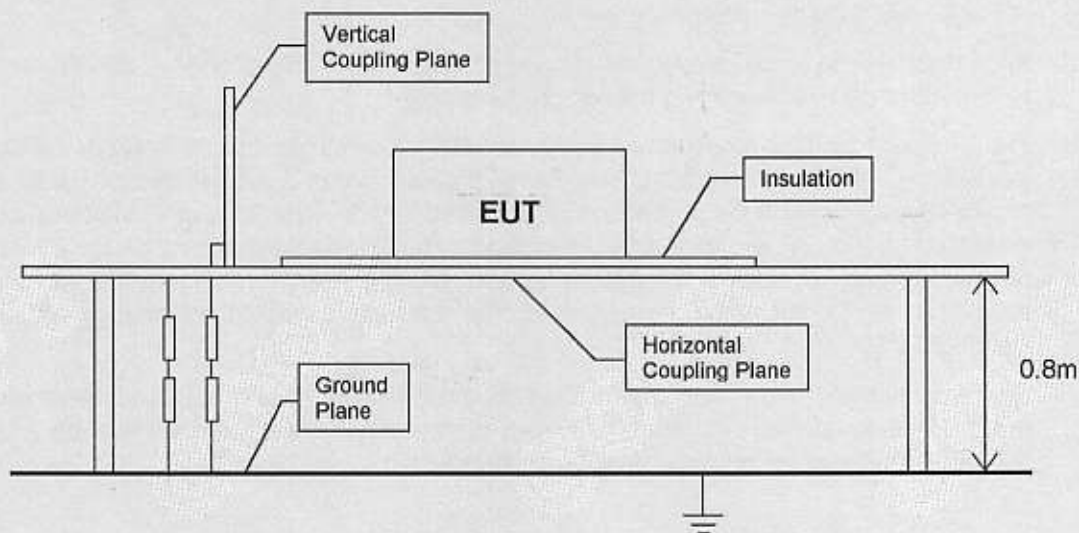 Vertical
Coupling Plane
Insulation
EUT
Horizontal
Coupling Plane
0.8m
Ground
Plane